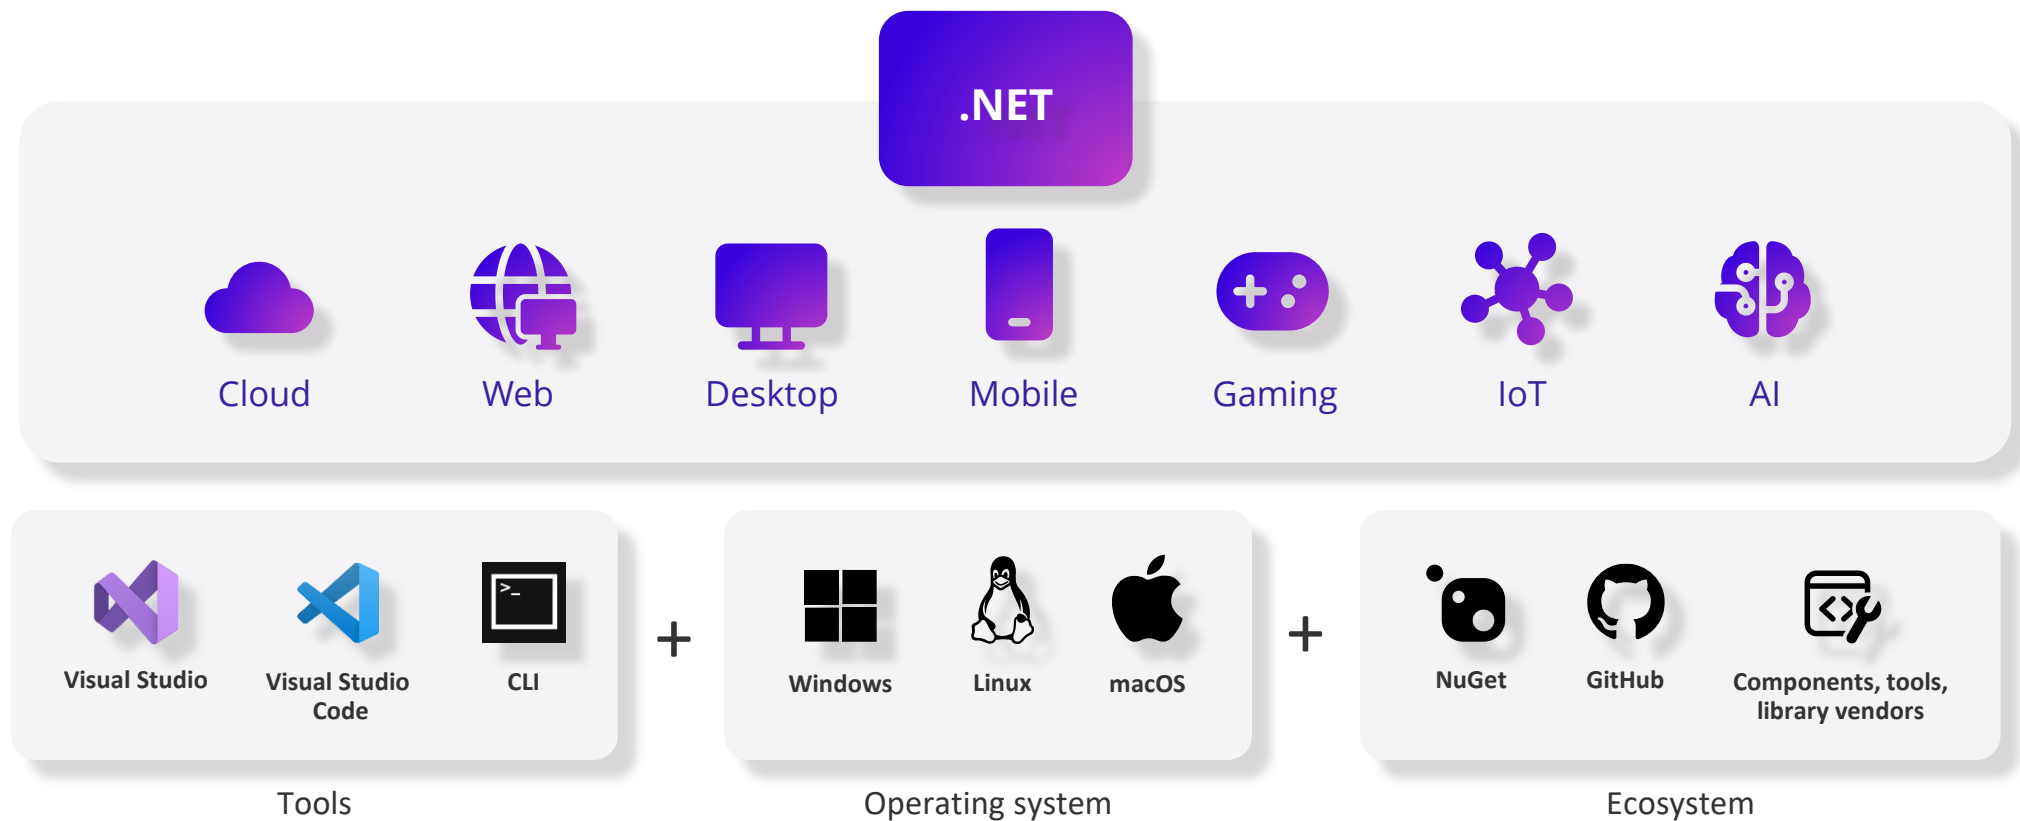 .NET
Cloud
Web
Desktop
Mobile
Gaming
IoT
AI
>_
Visual Studio
Visual Studio
Code
CLI
+
Windows
Linux
macOS
+
NuGet
GitHub
Components, tools,
library vendors
Tools
Operating system
Ecosystem